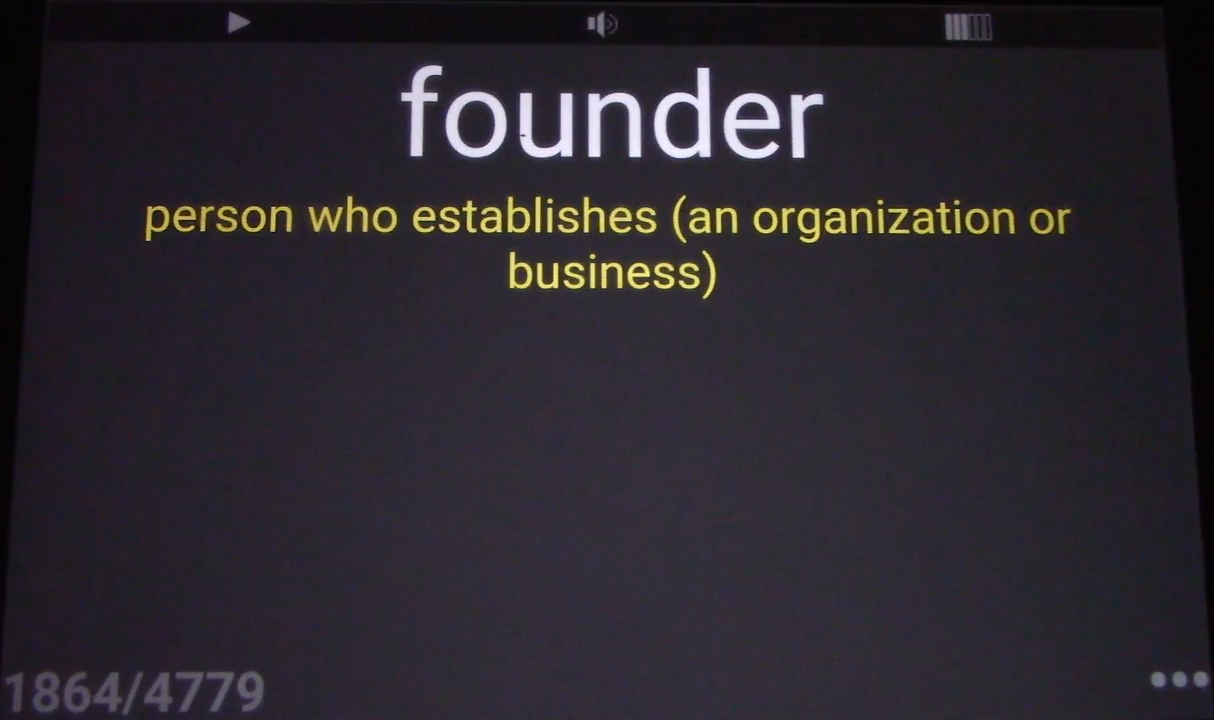 founder
person who establishes (an organization or
business)
1864/4779